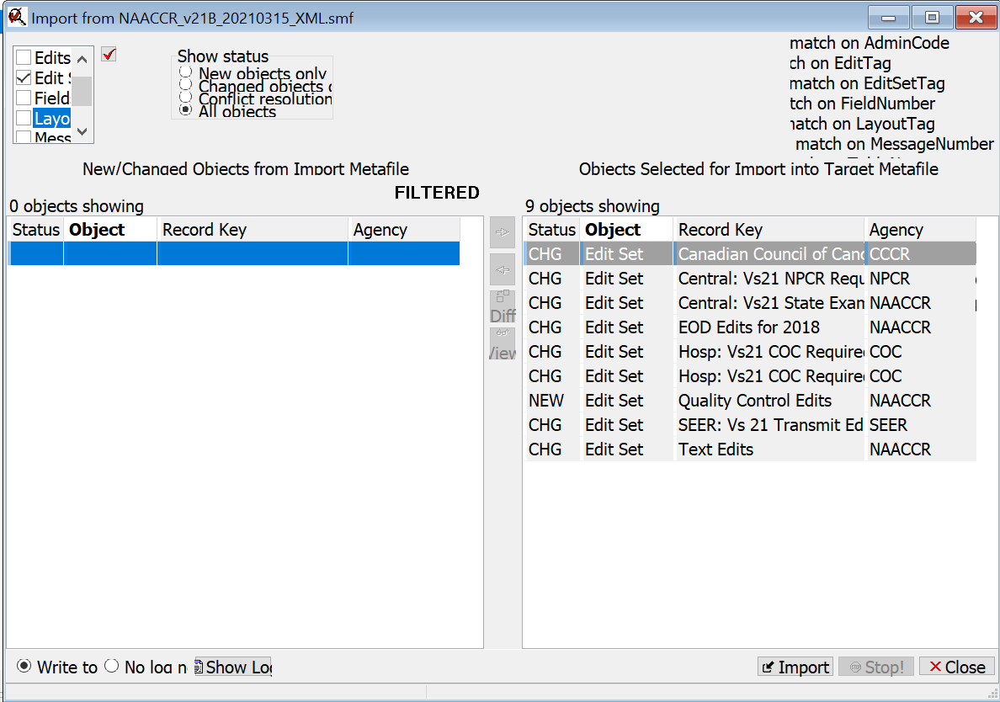 Import from NAACCR_v21B_20210315_XML.smf
Edits
Edit S
Field
Layo
Mess
Show status
New objects only
Changed objects o
Conflict resolution
All objects
match on AdminCode
ch on EditTag
match on EditSetTag
tch on FieldNumber
natch on LayoutTag
match on MessageNumber
New/Changed Objects from Import Metafile
Objects Selected for Import into Target Metafile
FILTERED
0 objects showing
9 objects showing
Status Object Record Key Agency
Status Object Record Key Agency
CHG Edit Set Canadian Council of Canc CCCR
CHG Edit Set Central: Vs21 NPCR Requ NPCR
CHG Edit Set Central: Vs21 State Exam NAACCR
CHG Edit Set EOD Edits for 2018 NAACCR
CHG Edit Set Hosp: Vs21 COC Require COC
CHG Edit Set Hosp: Vs21 COC Require COC
NEW Edit Set Quality Control Edits NAACCR
CHG Edit Set SEER: Vs 21 Transmit Ed SEER
CHG Edit Set Text Edits NAACCR
Diff
View
Write to No log n Show Log
Import Stop! Close